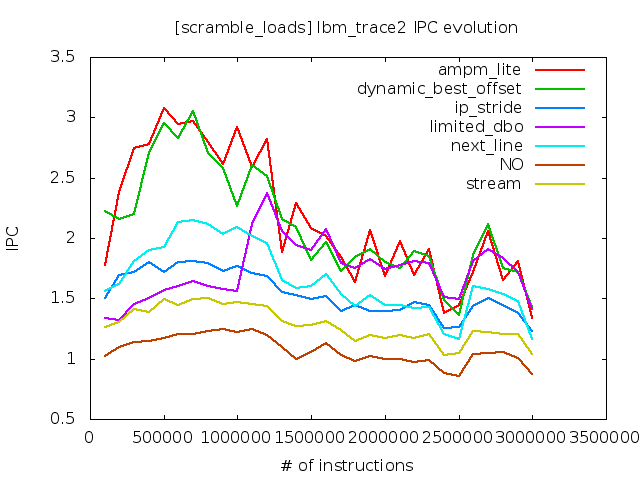 [scramble_loads] lbm_trace2 IPC evolution
3.5
3
2.5
2
1.5
1
0.5
IPC
ampm_lite
dynamic_best_offset
ip_stride
limited_dbo
next_line
NO
stream
0 500000 1000000 1500000 2000000 2500000 3000000 3500000
# of instructions